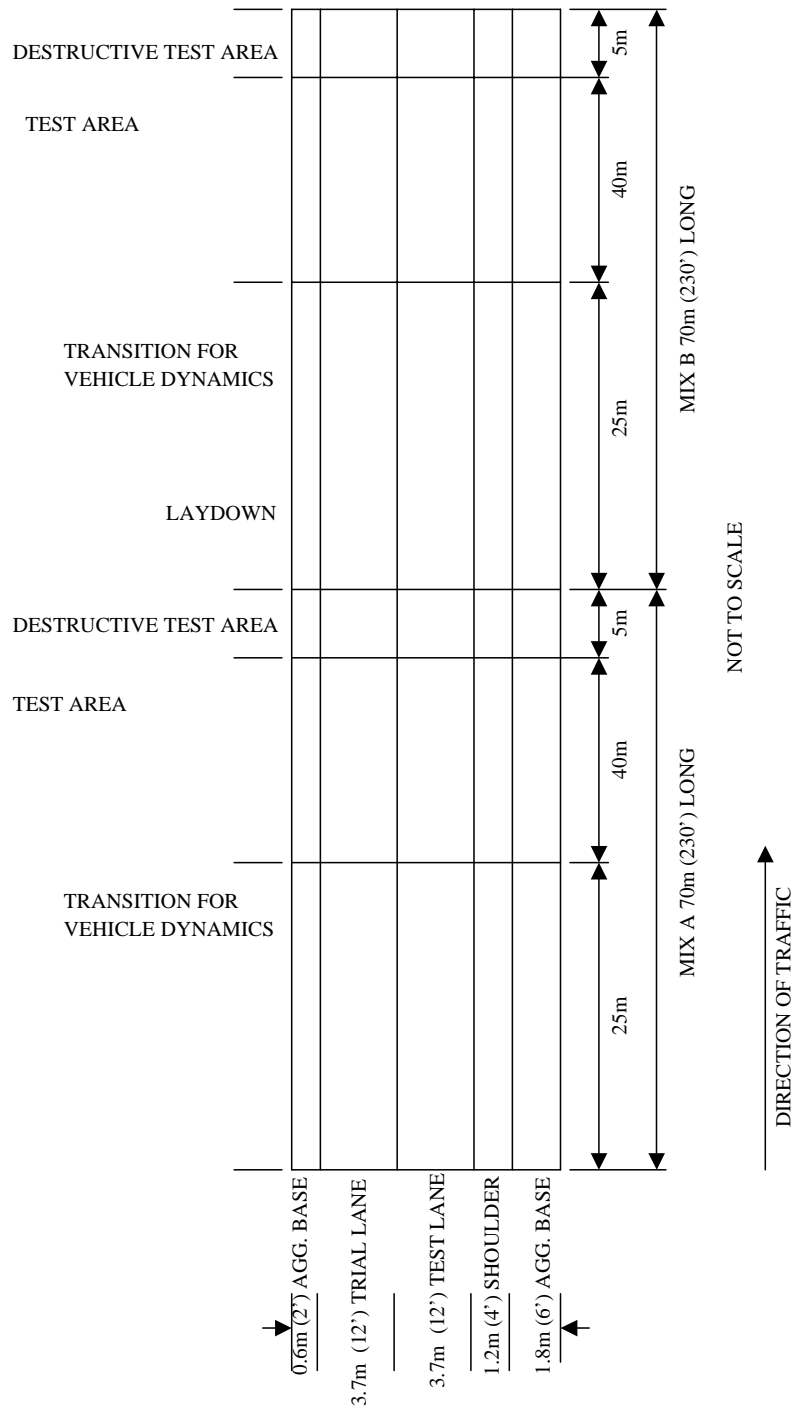 DESTRUCTIVE TEST AREA
TEST AREA
TRANSITION FOR
VEHICLE DYNAMICS
LAYDOWN
DESTRUCTIVE TEST AREA
TEST AREA
TRANSITION FOR
VEHICLE DYNAMICS
5m
40m
25m
5m
40m
25m
MIX B 70m (230’) LONG
MIX A 70m (230’) LONG
NOT TO SCALE
DIRECTION OF TRAFFIC
0.6m (2’) AGG. BASE
3.7m (12’) TRIAL LANE
3.7m (12’) TEST LANE
1.2m (4’) SHOULDER
1.8m (6’) AGG. BASE